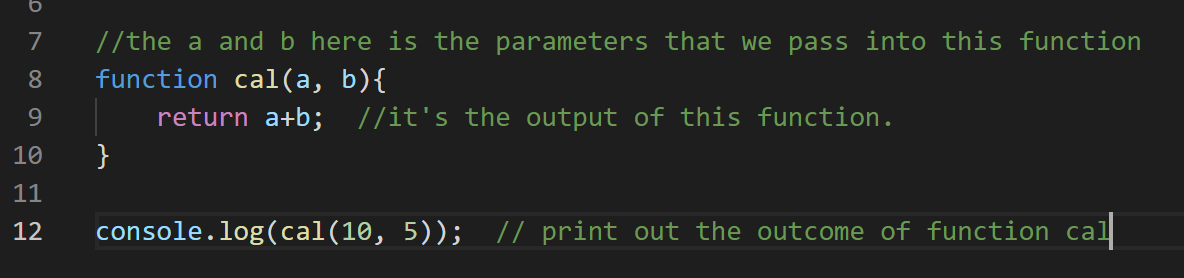 6
7 //the a and b here is the parameters that we pass into this function
8 function cal(a, b){
9 return a+b; //it's the output of this function.
10 }
11
12 console.log(cal(10, 5)); // print out the outcome of function cal